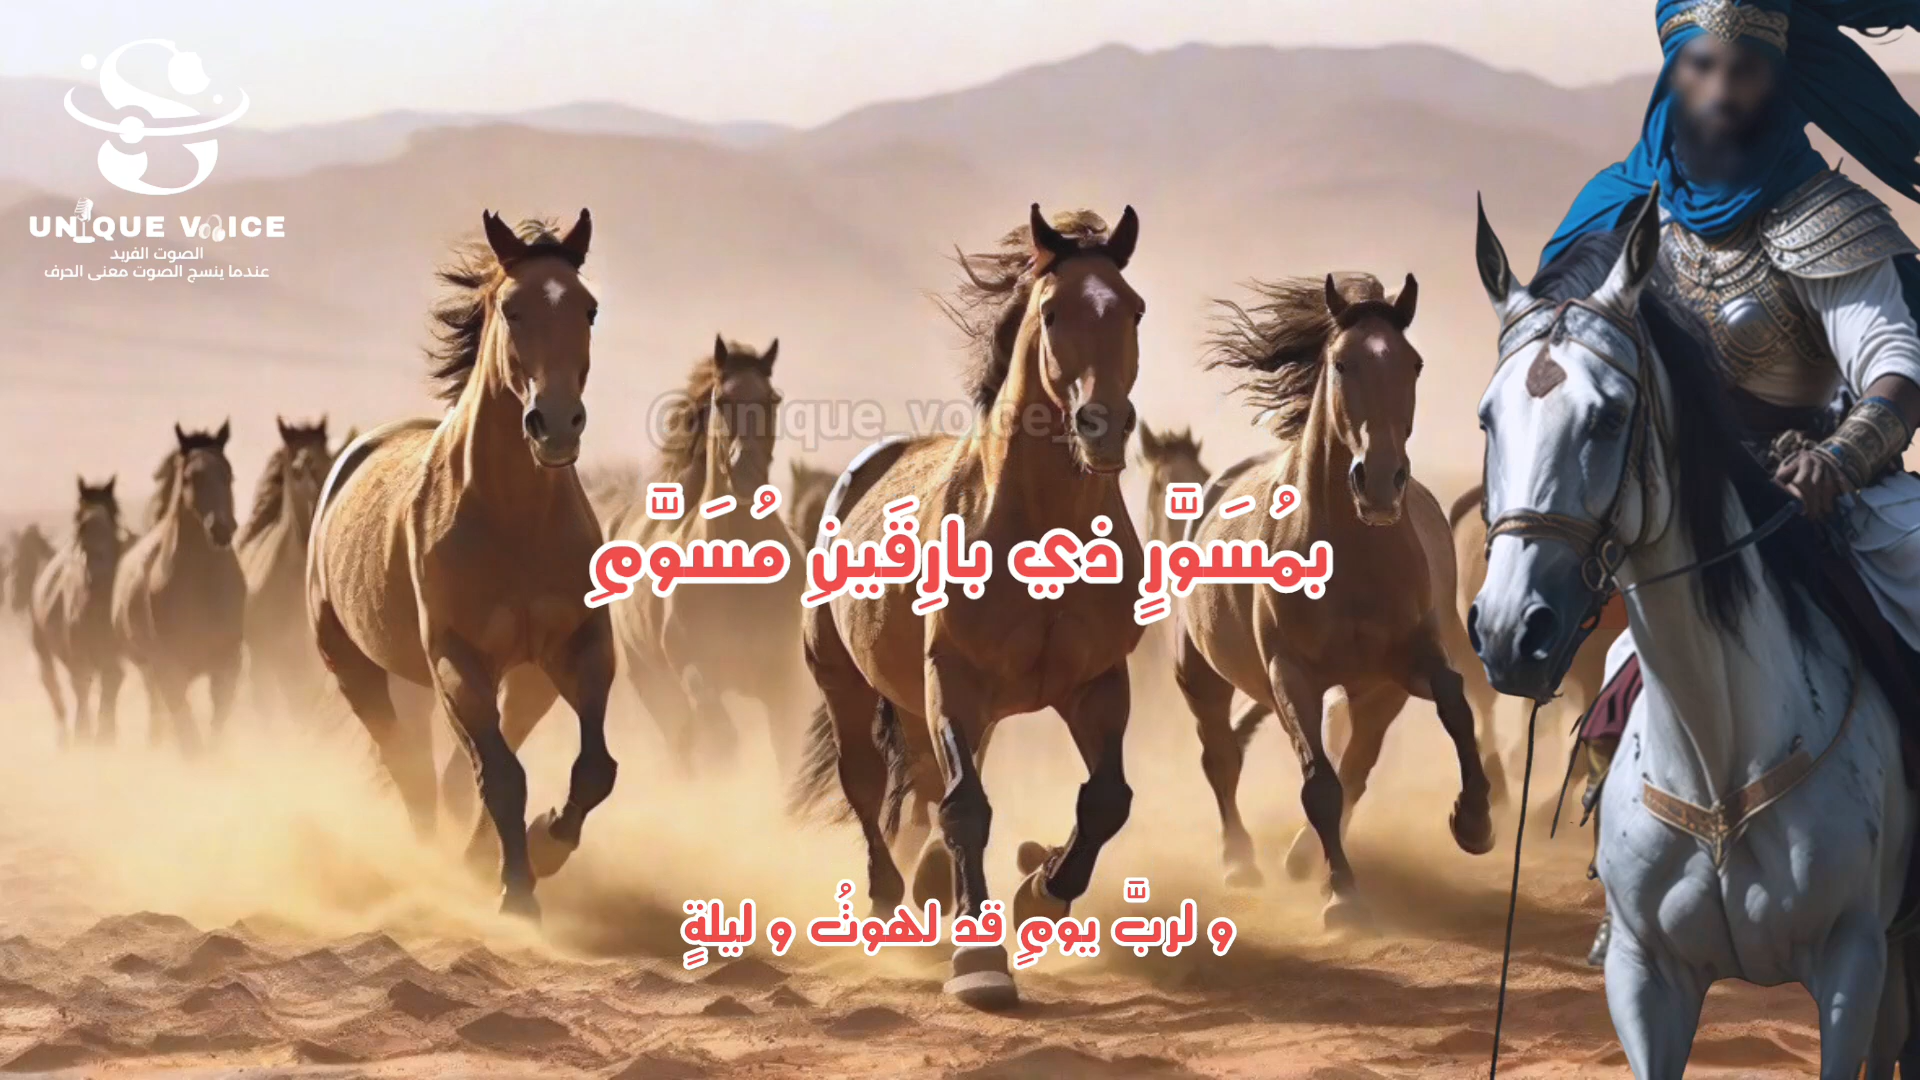 UNIQUE VOICE
الصوت الفريد
عندما ينسج الصوت معنى الحرف
@unique_voice_s
بمُسَوَّرٍ ذي بارِقَينِ مُسَوَّمِ
و لربَّ يومٍ قد لهوتُ و ليلةٍ